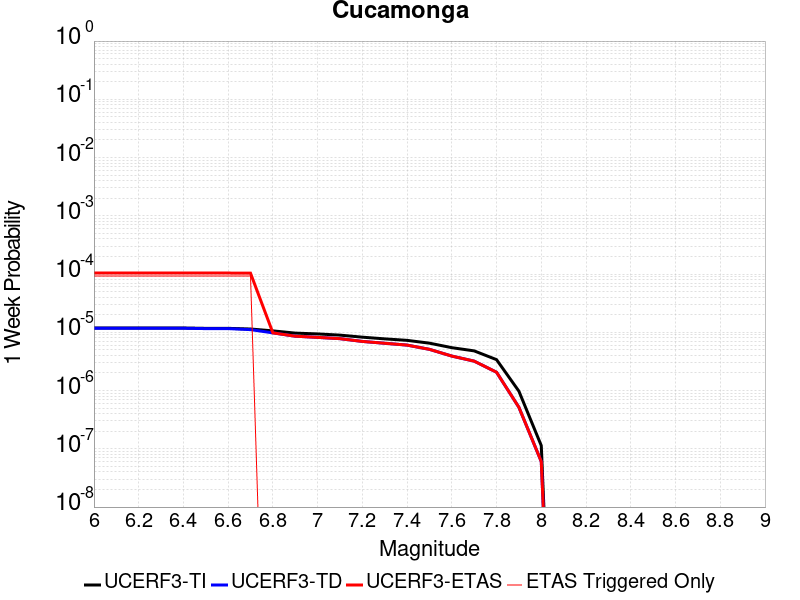 Cucamonga
10^0
10^-1
10^-2
10^-3
10^-4
10^-5
10^-6
10^-7
10^-8
1 Week Probability
6 6.2 6.4 6.6 6.8 7 7.2 7.4 7.6 7.8 8 8.2 8.4 8.6 8.8 9
Magnitude
UCERF3-TI UCERF3-TD UCERF3-ETAS ETAS Triggered Only